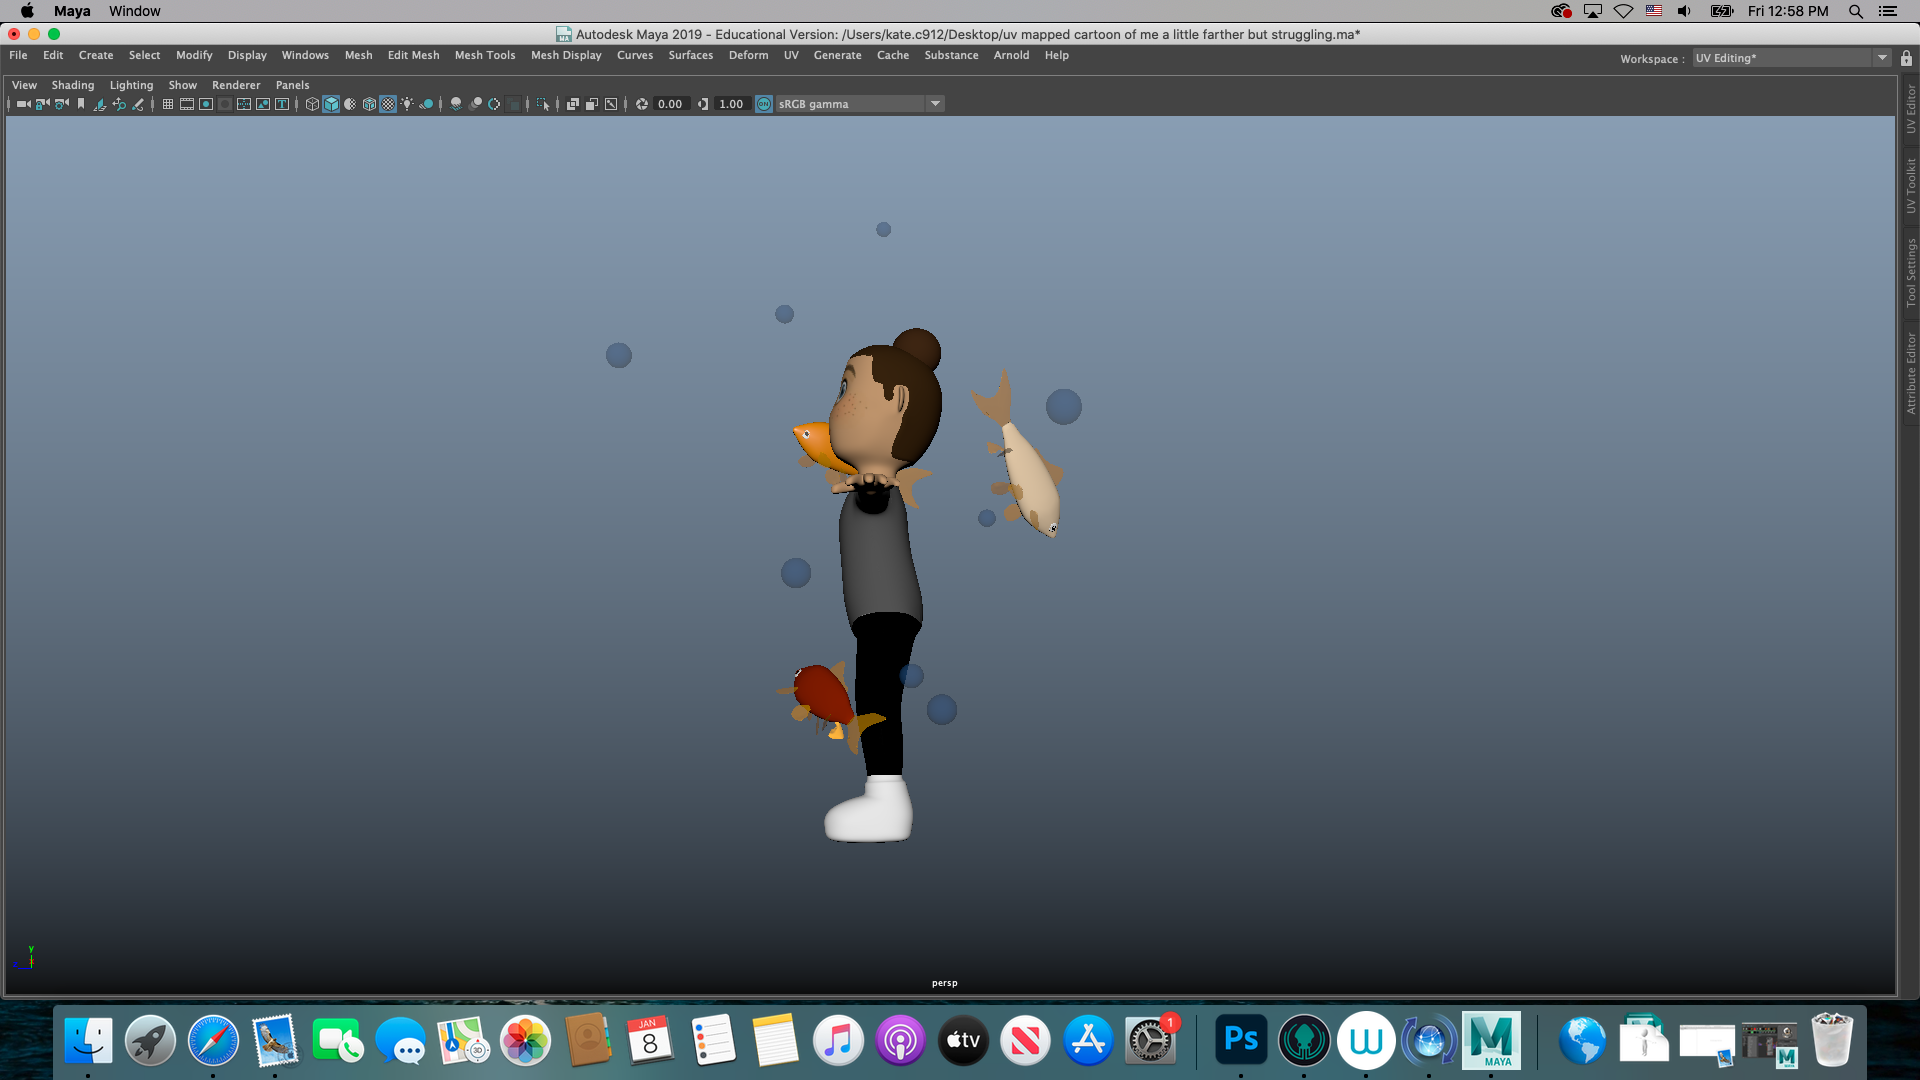 Maya Window
Fri 12:58 PM
Autodesk Maya 2019 - Educational Version: /Users/kate.c912/Desktop/uv mapped cartoon of me a little farther but struggling.ma*
File Edit Create Select Modify Display Windows Mesh Edit Mesh Mesh Tools Mesh Display Curves Surfaces Deform UV Generate Cache Substance Arnold Help
Workspace : UV Editing*
View Shading Lighting Show Renderer Panels
0.00 1.00 ON sRGB gamma
UV Editor
UV Toolkit
Tool Settings
Attribute Editor
y
persp
JAN
8
3D
tv
1
Ps
W
M
MAYA